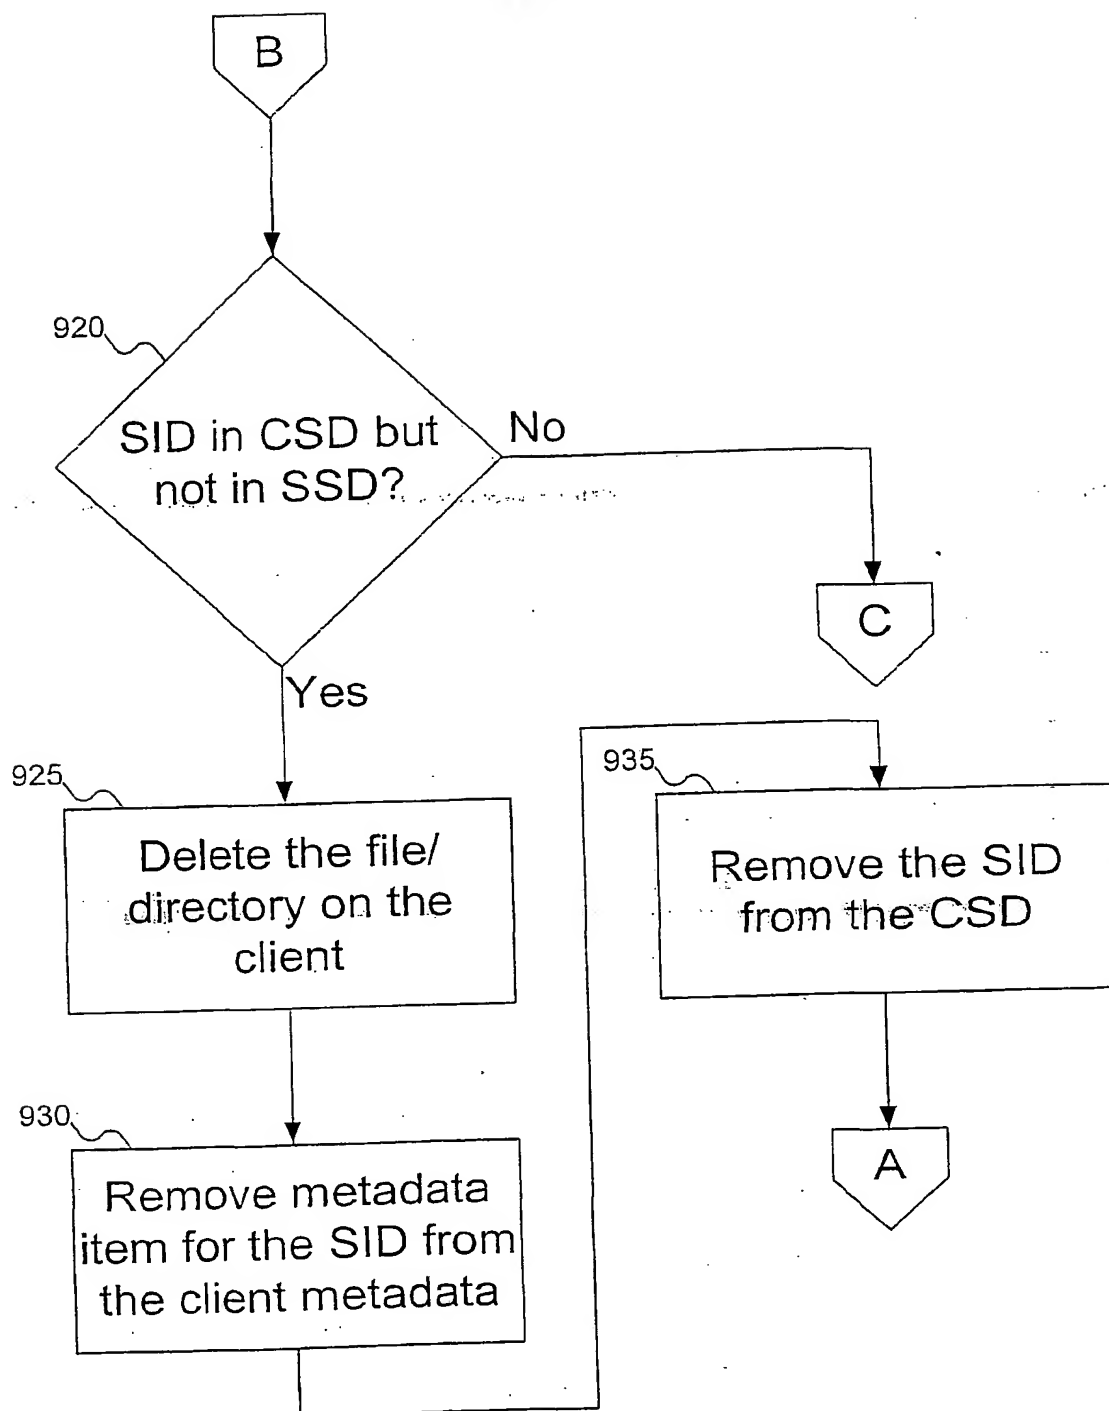 B
920
SID in CSD but
not in SSD?
No
C
Yes
925
Delete the file/
directory on the
client
935
Remove the SID
from the CSD
930
Remove metadata
item for the SID from
the client metadata
A